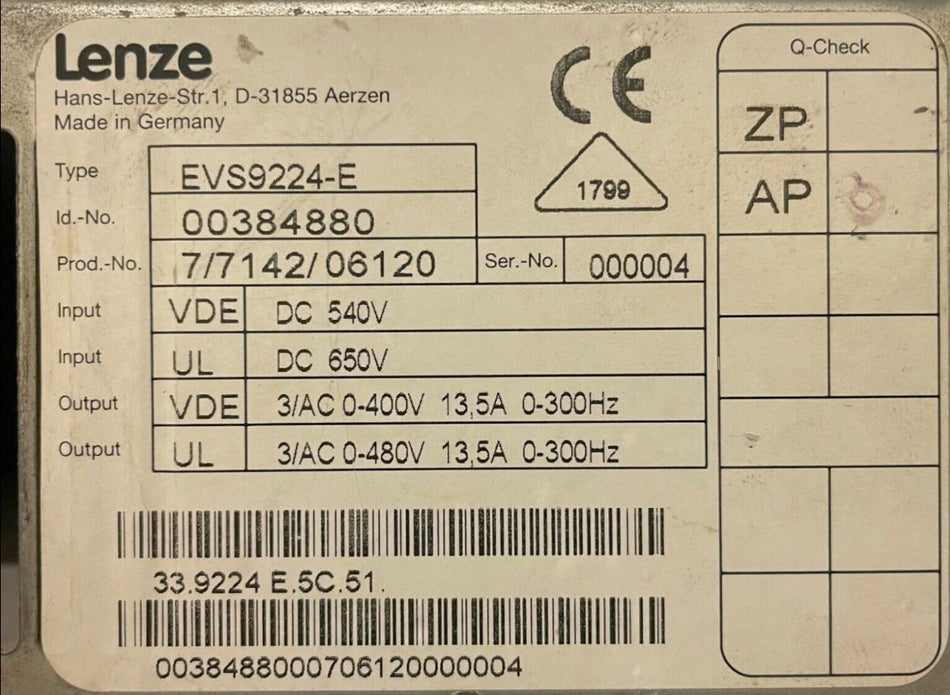 Lenze
Hans-Lenze-Str.1, D-31855 Aerzen
Made in Germany
CE
1799
Q-Check
ZP
AP
Type EVS9224-E
Id.-No. 00384880
Prod.-No. 7/7142/06120 Ser.-No. 000004
Input VDE DC 540V
Input UL DC 650V
Output VDE 3/AC 0-400V 13,5A 0-300Hz
Output UL 3/AC 0-480V 13,5A 0-300Hz
33.9224 E.5C.51.
0038488000706120000004